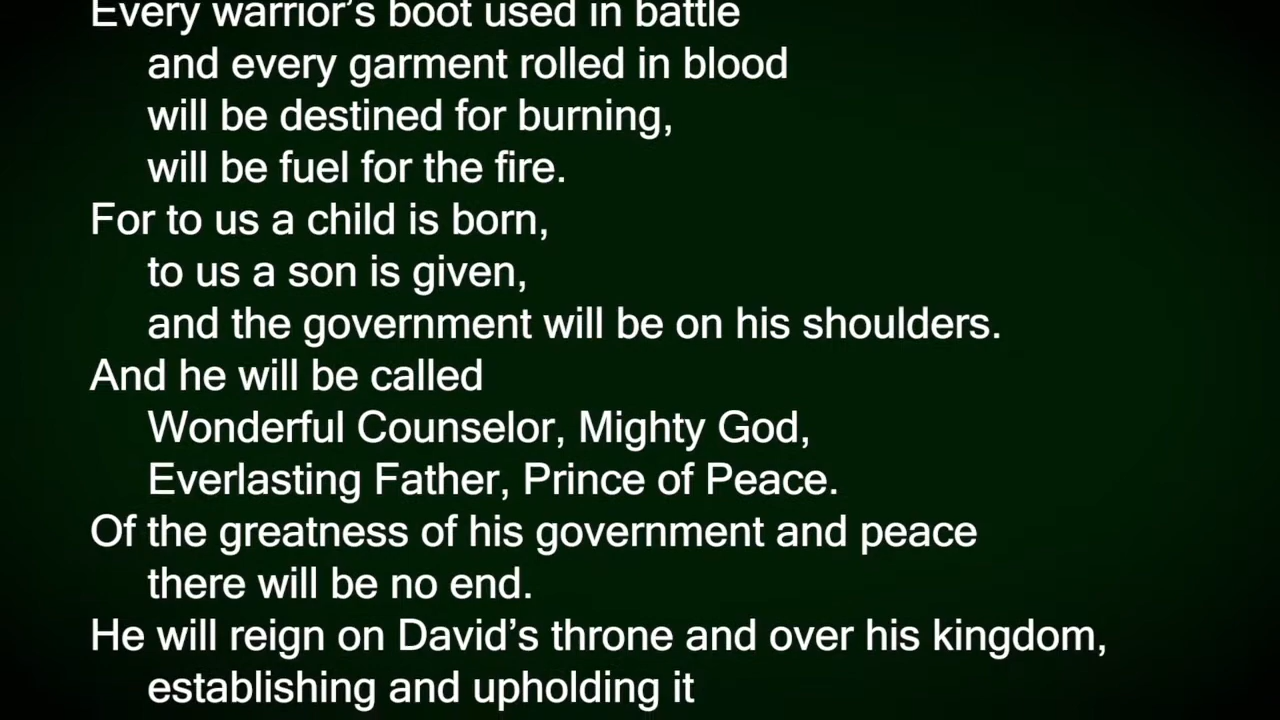 Every warrior’s boot used in battle
and every garment rolled in blood
will be destined for burning,
will be fuel for the fire.
For to us a child is born,
to us a son is given,
and the government will be on his shoulders.
And he will be called
Wonderful Counselor, Mighty God,
Everlasting Father, Prince of Peace.
Of the greatness of his government and peace
there will be no end.
He will reign on David’s throne and over his kingdom,
establishing and upholding it